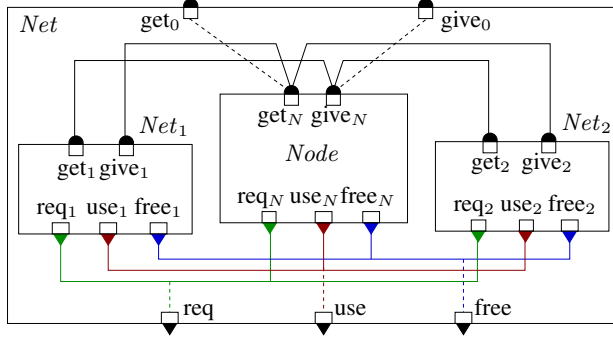 Net get₀ give₀
Net₁ get_N give_N Net₂
get₁ give₁ Node get₂ give₂
req₁ use₁ free₁ req_N use_N free_N req₂ use₂ free₂
req use free